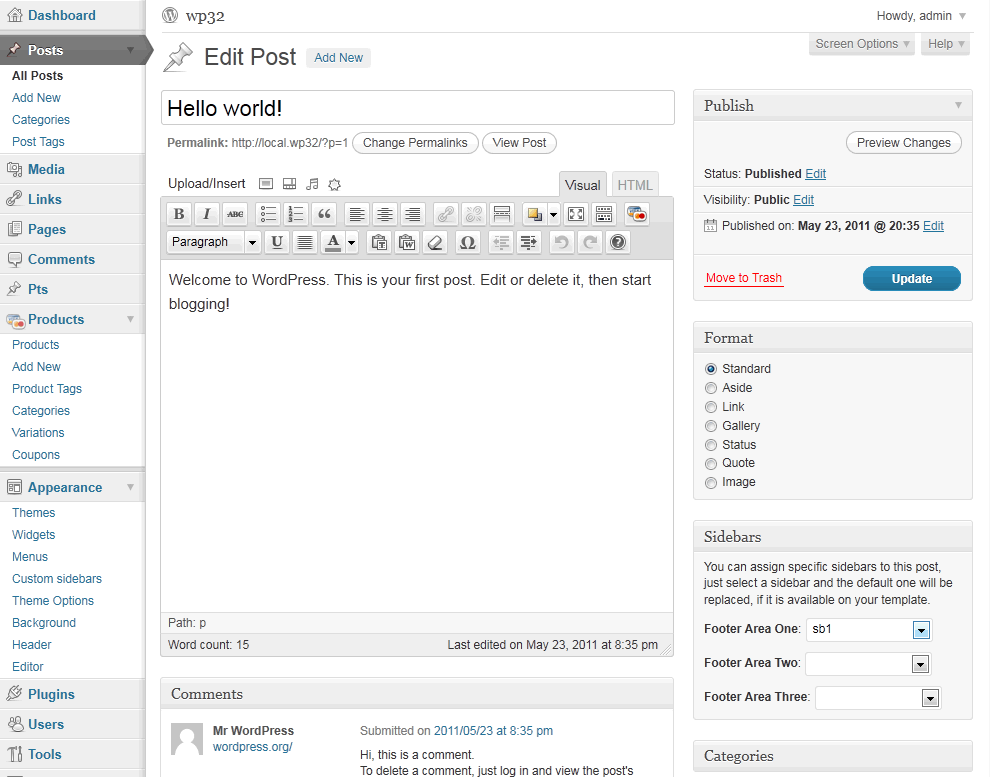 Dashboard
Posts
All Posts
Add New
Categories
Post Tags
Media
Links
Pages
Comments
Pts
Products
Products
Add New
Product Tags
Categories
Variations
Coupons
Appearance
Themes
Widgets
Menus
Custom sidebars
Theme Options
Background
Header
Editor
Plugins
Users
Tools
wp32
Howdy, admin
Screen Options
Help
Edit Post
Add New
Hello world!
Permalink: http://local.wp32/?p=1 Change Permalinks View Post
Upload/Insert
Visual
HTML
B I ABC
Paragraph U A Ω
Welcome to WordPress. This is your first post. Edit or delete it, then start
blogging!
Path: p
Word count: 15 Last edited on May 23, 2011 at 8:35 pm
Comments
Mr WordPress
wordpress.org/
Submitted on 2011/05/23 at 8:35 pm
Hi, this is a comment.
To delete a comment, just log in and view the post's
Publish
Preview Changes
Status: Published Edit
Visibility: Public Edit
Published on: May 23, 2011 @ 20:35 Edit
Move to Trash
Update
Format
Standard
Aside
Link
Gallery
Status
Quote
Image
Sidebars
You can assign specific sidebars to this post,
just select a sidebar and the default one will be
replaced, if it is available on your template.
Footer Area One: sb1
Footer Area Two:
Footer Area Three:
Categories